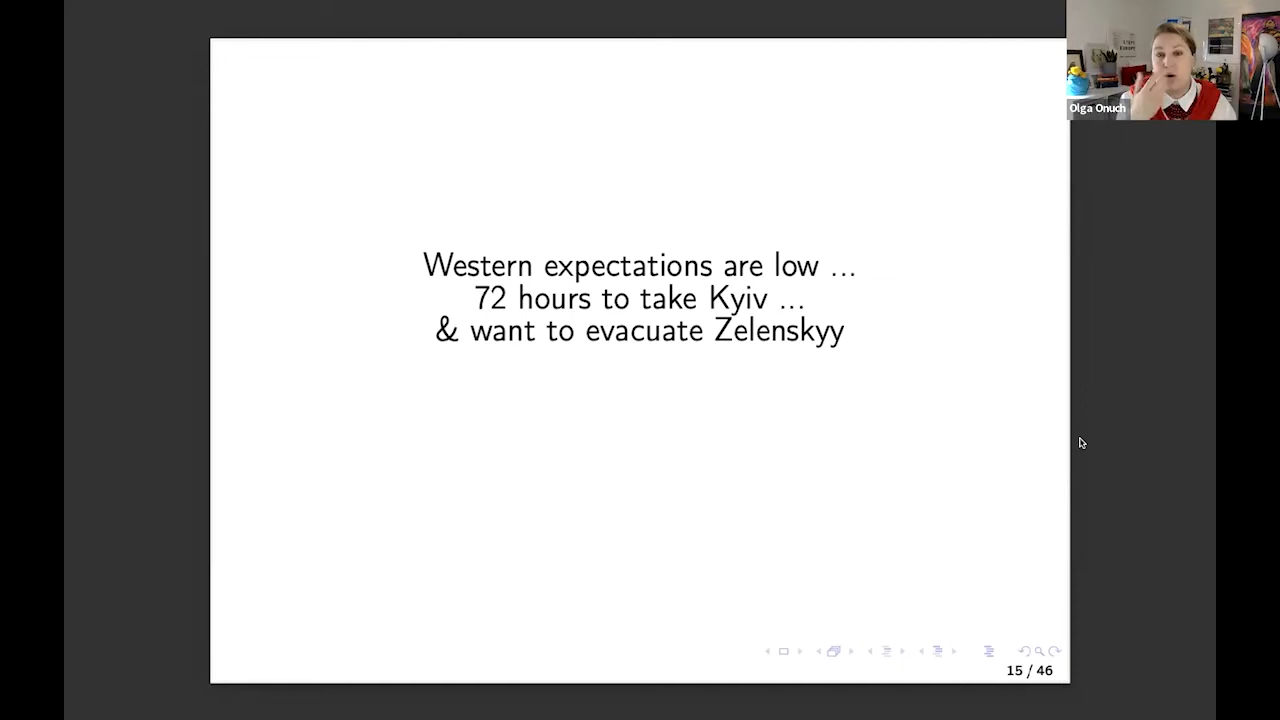 Olga Onuch
Western expectations are low ...
72 hours to take Kyiv ...
& want to evacuate Zelenskyy
15 / 46